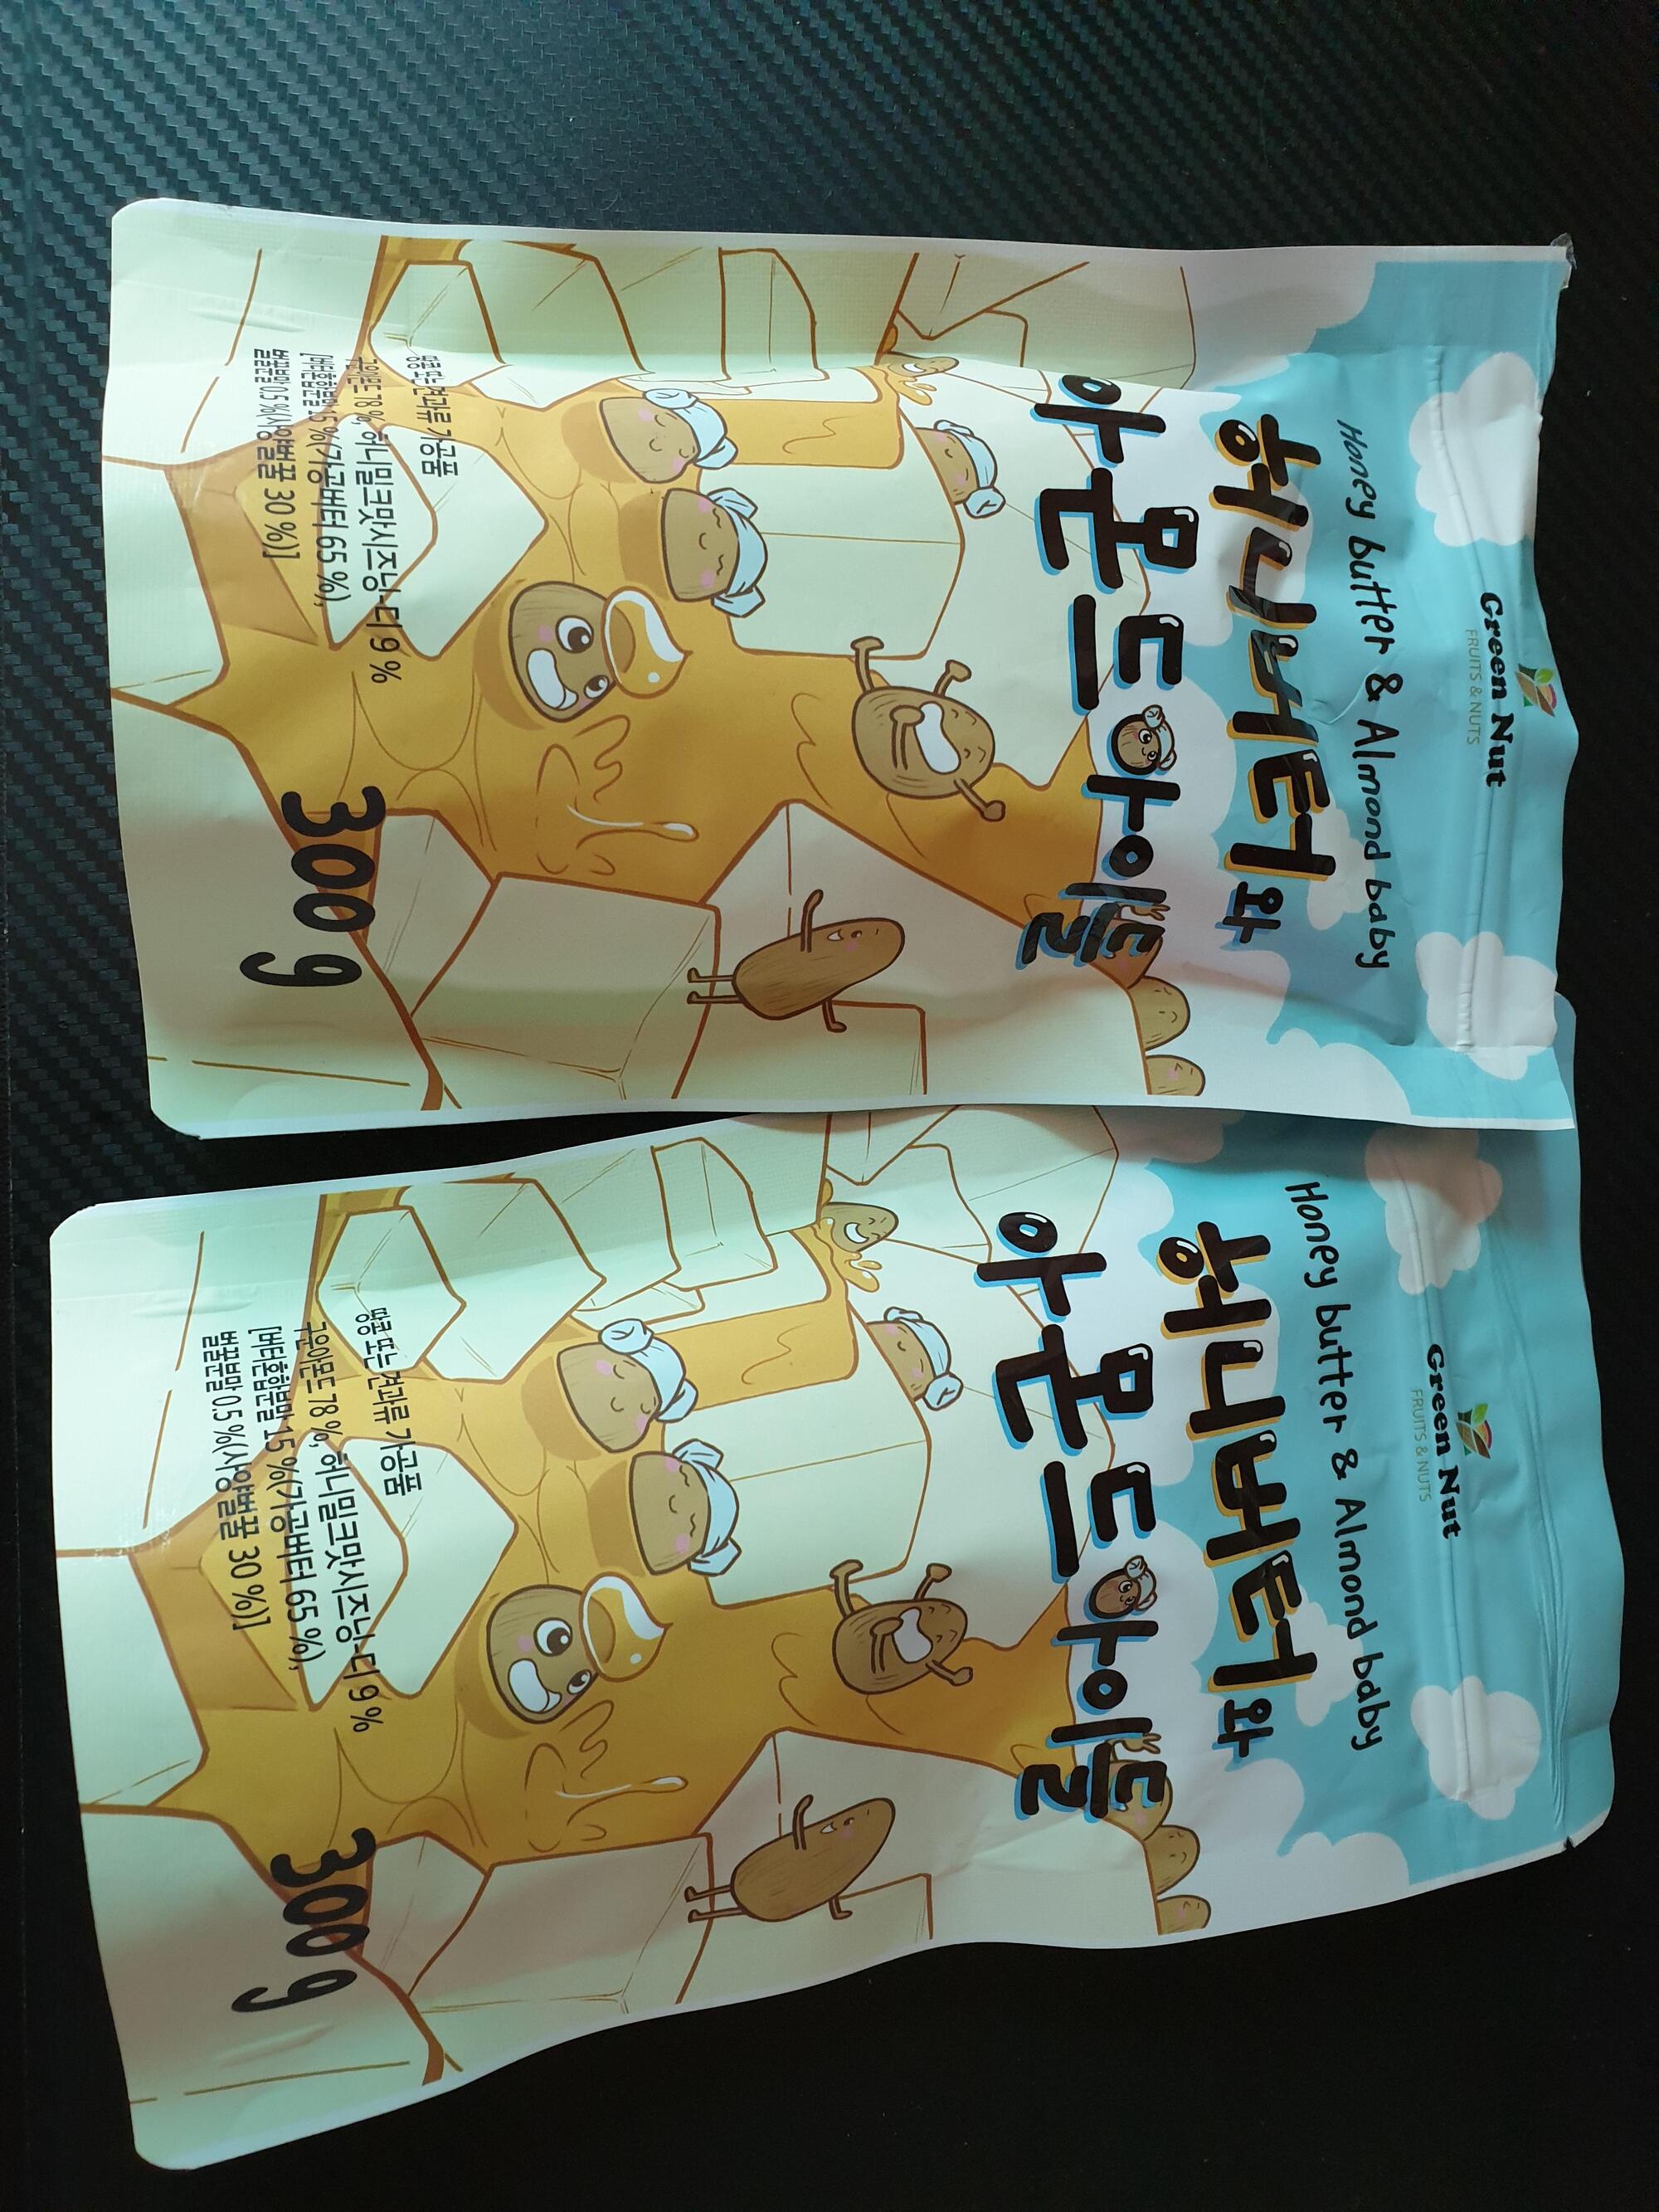 Green Nut
FRUITS & NUTS
Honey butter & Almond baby
허니버터와
아몬드아이들
땅콩 또는 견과류 가공품
구운아몬드 78 %, 허니밀크맛시즈닝-디 9 %
[버터혼합분말 15 %(가공버터 65 %),
벌꿀분말 0.5 %(사양벌꿀 30 %)]
300 g
Green Nut
FRUITS & NUTS
Honey butter & Almond baby
허니버터와
아몬드아이들
땅콩 또는 견과류 가공품
구운아몬드 78 %, 허니밀크맛시즈닝-디 9 %
[버터혼합분말 15 %(가공버터 65 %),
벌꿀분말 0.5 %(사양벌꿀 30 %)]
300 g